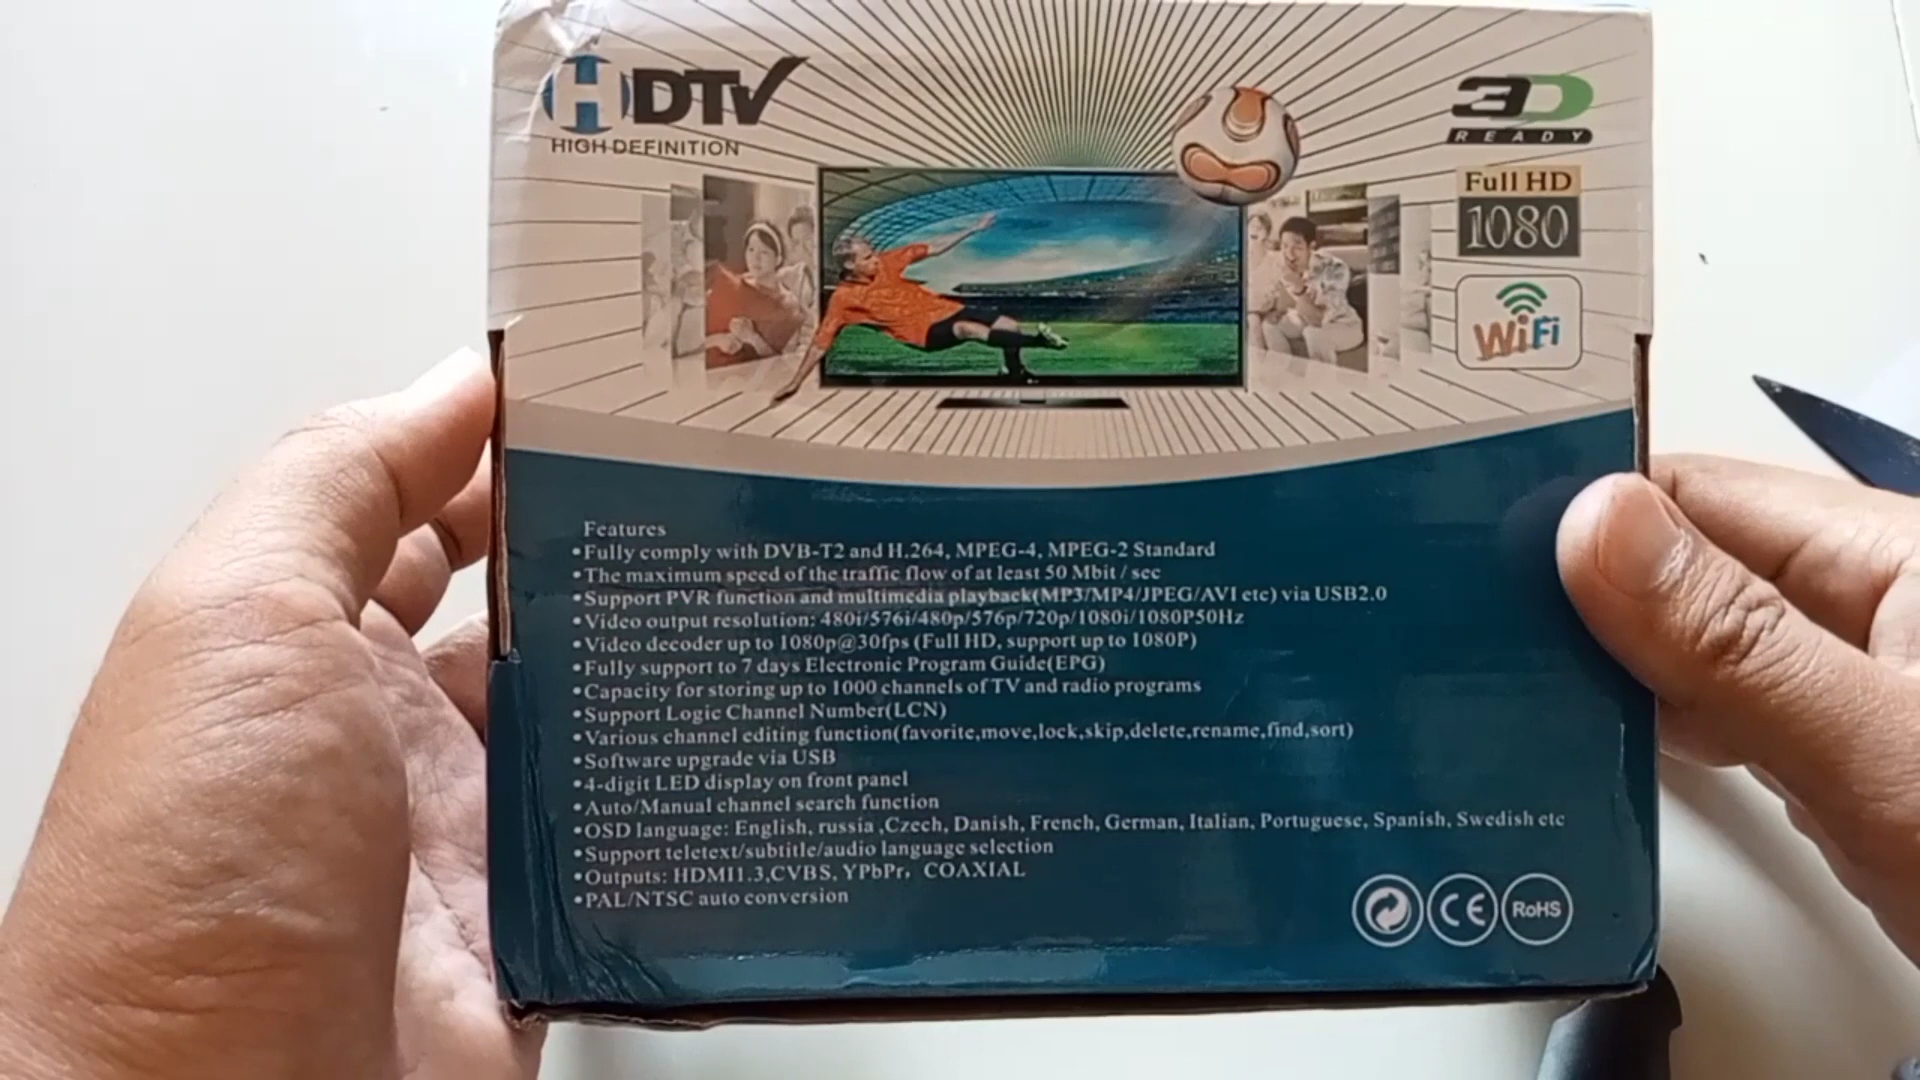 HDTV
HIGH DEFINITION
3D
READY
Full HD
1080
WiFi
Features
•Fully comply with DVB-T2 and H.264, MPEG-4, MPEG-2 Standard
•The maximum speed of the traffic flow of at least 50 Mbit / sec
•Support PVR function and multimedia playback(MP3/MP4/JPEG/AVI etc) via USB2.0
•Video output resolution: 480i/576i/480p/576p/720p/1080i/1080P50Hz
•Video decoder up to 1080p@30fps (Full HD, support up to 1080P)
•Fully support to 7 days Electronic Program Guide(EPG)
•Capacity for storing up to 1000 channels of TV and radio programs
•Support Logic Channel Number(LCN)
•Various channel editing function(favorite,move,lock,skip,delete,rename,find,sort)
•Software upgrade via USB
•4-digit LED display on front panel
•Auto/Manual channel search function
•OSD language: English, russia ,Czech, Danish, French, German, Italian, Portuguese, Spanish, Swedish etc
•Support teletext/subtitle/audio language selection
•Outputs: HDMI1.3,CVBS, YPbPr, COAXIAL
•PAL/NTSC auto conversion
CE
RoHS